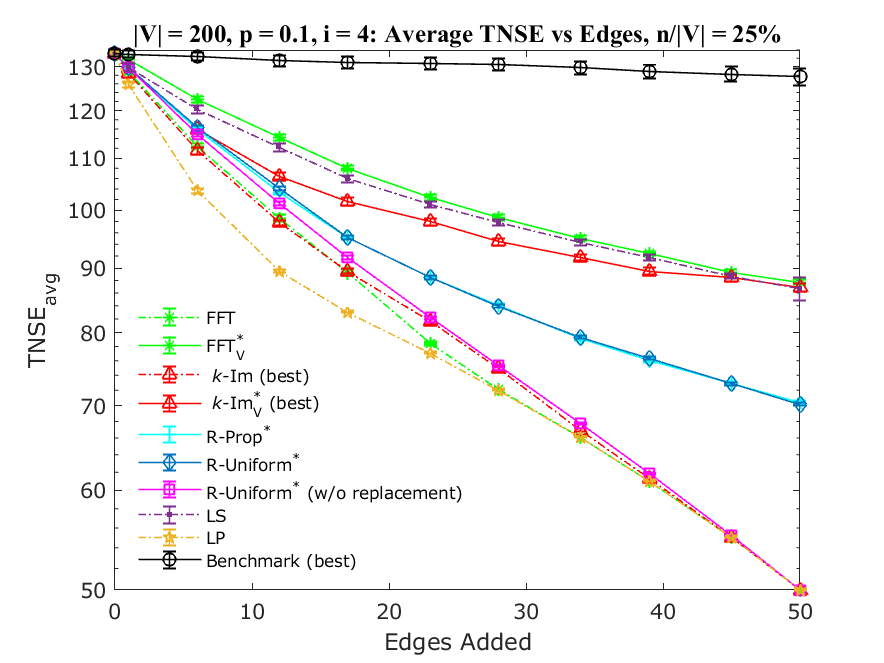 |V| = 200, p = 0.1, i = 4: Average TNSE vs Edges, n/|V| = 25%
TNSE_avg
130
120
110
100
90
80
70
60
50
FFT
FFT*_V
k-Im (best)
k-Im*_V (best)
R-Prop*
R-Uniform*
R-Uniform* (w/o replacement)
LS
LP
Benchmark (best)
0 10 20 30 40 50
Edges Added